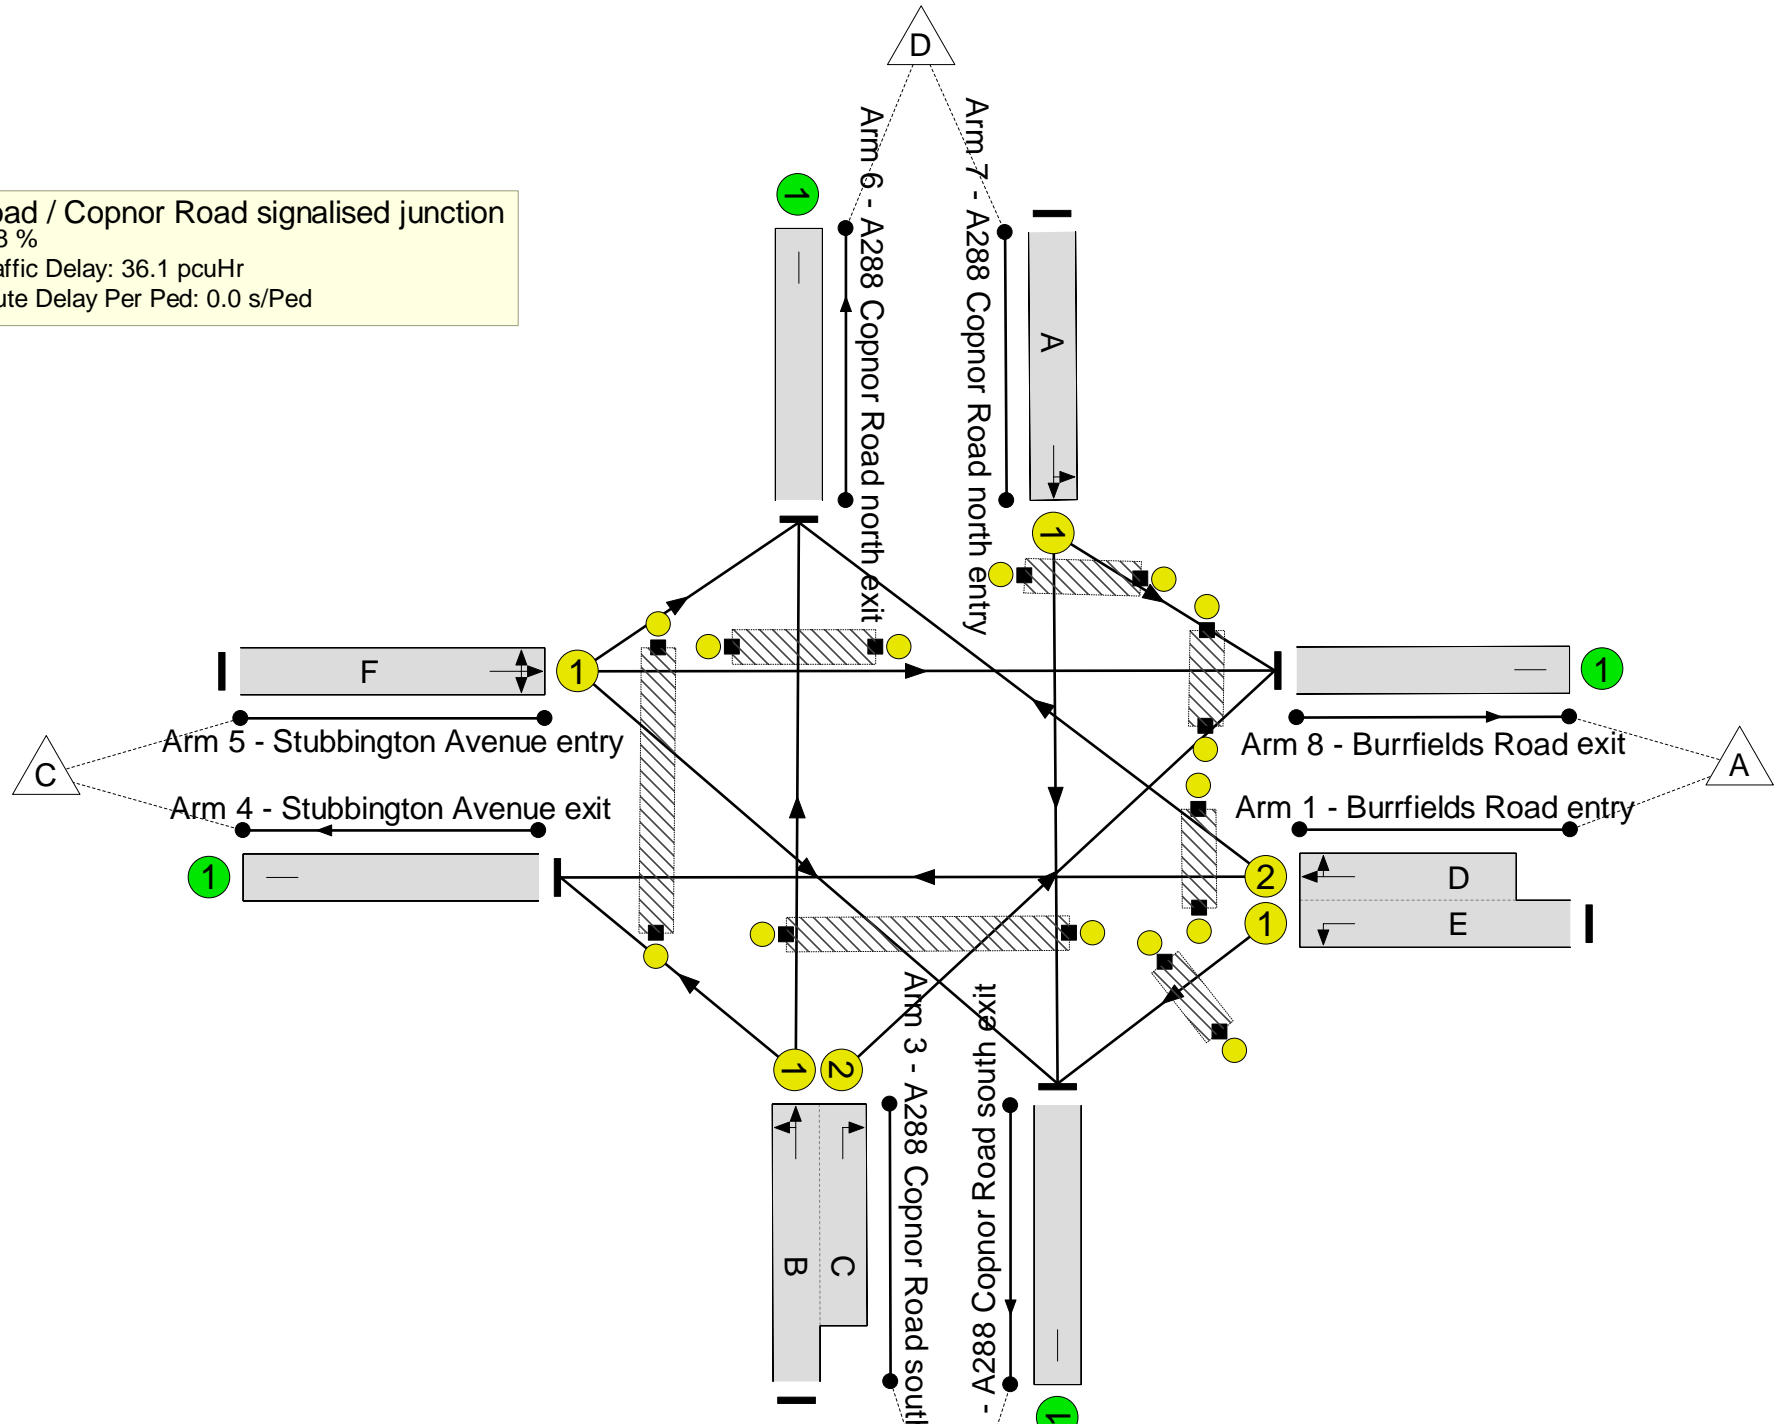 D
Arm 6 - A288 Copnor Road north exit
Arm 7 - A288 Copnor Road north entry
1
oad / Copnor Road signalised junction
8 %
affic Delay: 36.1 pcuHr
ute Delay Per Ped: 0.0 s/Ped
A
1
F
1
1
Arm 5 - Stubbington Avenue entry
Arm 8 - Burrfields Road exit
C
A
Arm 4 - Stubbington Avenue exit
Arm 1 - Burrfields Road entry
1
2
D
1
E
1
2
Arm 3 - A288 Copnor Road south
- A288 Copnor Road south exit
B
C
1